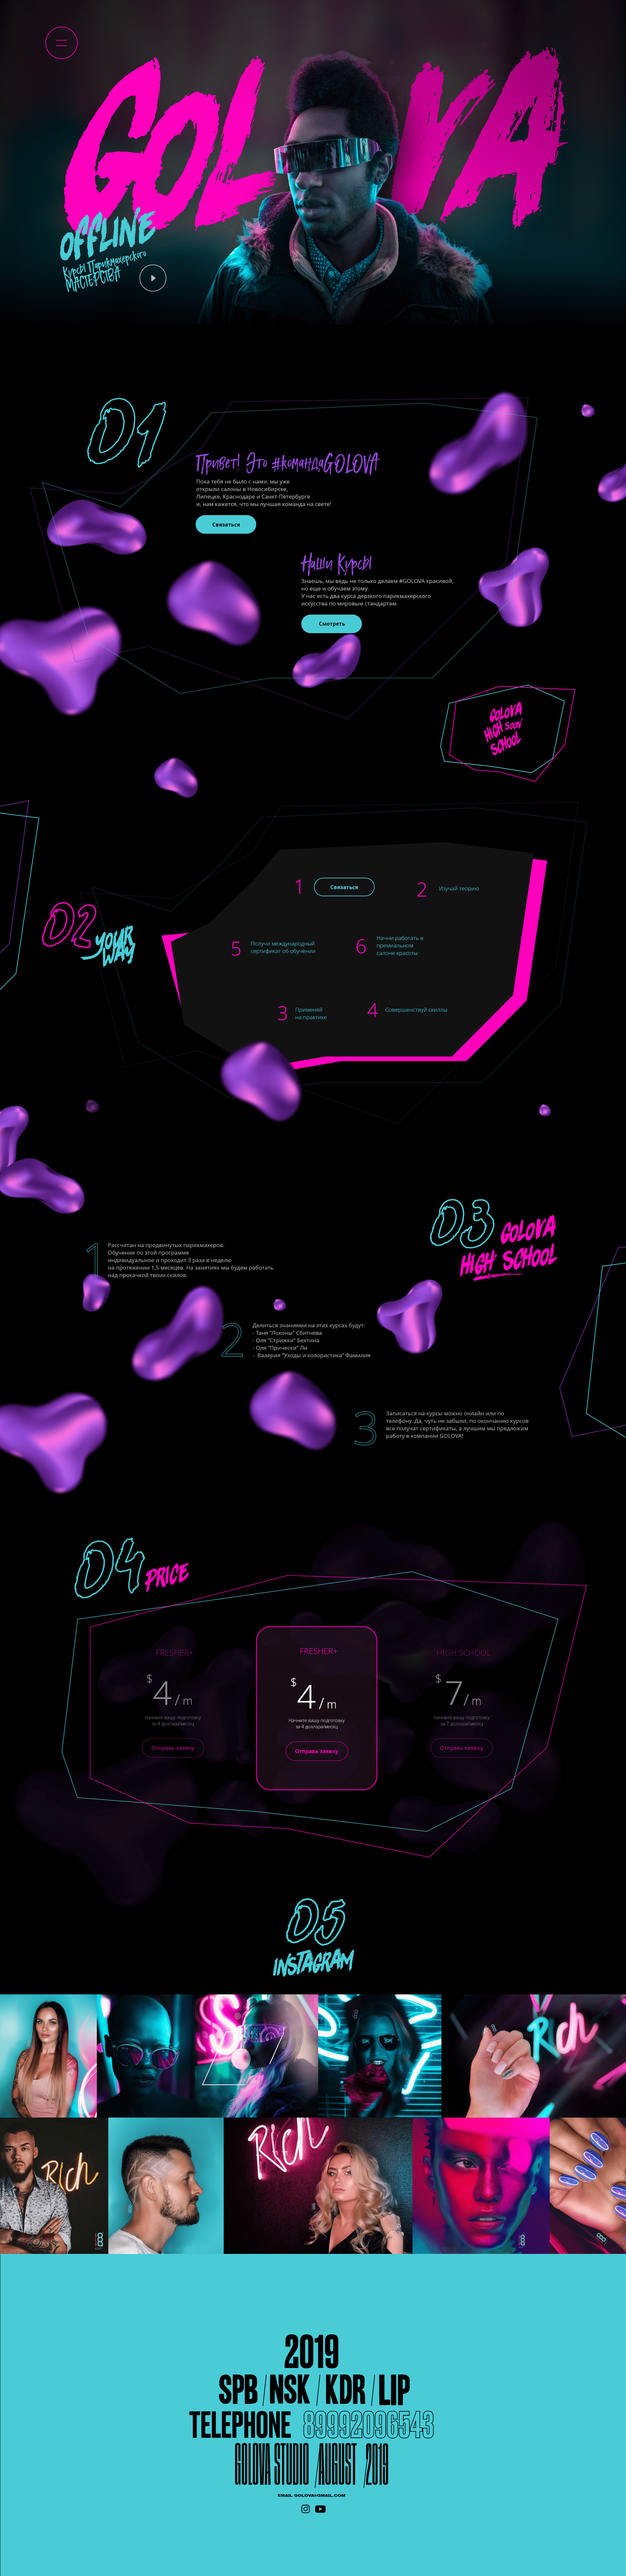 GOLOVA
OFFLINE
Курсы Парикмахерского
МАСТЕРСТВА
01
Привет! Это #командаGOLOVA
Пока тебя не было с нами, мы уже
открыли салоны в Новосибирске,
Липецке, Краснодаре и Санкт-Петербурге
и, нам кажется, что мы лучшая команда на свете!
Связаться
Наши Курсы
Знаешь, мы ведь не только делаем #GOLOVA красивой,
но еще и обучаем этому.
У нас есть два курса дерзкого парикмахерского
искусства по мировым стандартам.
Смотреть
GOLOVA
HIGH SOON
SCHOOL
02
YOUR
WAY
1
Связаться
2
Изучай теорию
5
Получи международный
сертификат об обучении
6
Начни работать в
премиальном
салоне красоты
3
Применяй
на практике
4
Совершенствуй скиллы
03
GOLOVA
HIGH SCHOOL
1
Рассчитан на продвинутых парикмахеров.
Обучение по этой программе
индивидуальное и проходит 3 раза в неделю
на протяжении 1,5 месяцев. На занятиях мы будем работать
над прокачкой твоих скилов.
2
Делиться знаниями на этих курсах будут:
- Таня "Локоны" Сбитнева
- Оля "Стрижки" Бектина
- Оля "Прически" Ли
- Валерия "Уходы и колористика" Фамилия
3
Записаться на курсы можно онлайн или по
телефону. Да, чуть не забыли, по окончанию курсов
все получат сертификаты, а лучшим мы предложим
работу в компании GOLOVA!
04
PRICE
FRESHER+
$
4 / m
Начните вашу подготовку
за 4 доллара/месяц
Отправь заявку
FRESHER+
$
4 / m
Начните вашу подготовку
за 4 доллара/месяц
Отправь заявку
HIGH SCHOOL
$
7 / m
Начните вашу подготовку
за 7 доллара/месяц
Отправь заявку
05
INSTAGRAM
Rich
Rich
Rich
2019
SPB / NSK / KDR / LIP
TELEPHONE 89992096543
GOLOVA STUDIO / AUGUST / 2019
EMAIL GOLOVA@GMAIL.COM